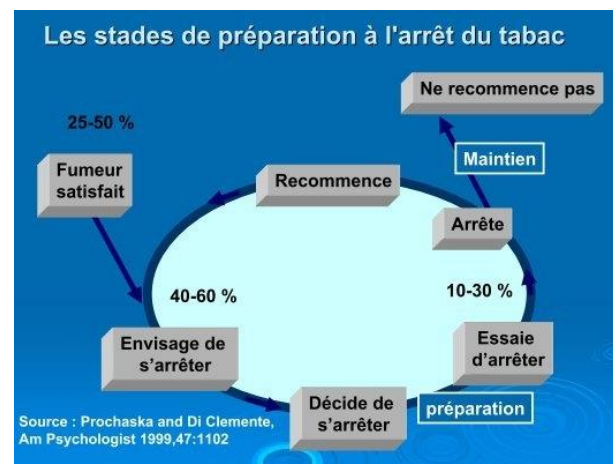 Les stades de préparation à l'arrêt du tabac
Ne recommence pas
25-50 %
Maintien
Fumeur
satisfait
Recommence
Arrête
40-60 %
10-30 %
Envisage de
s'arrêter
Essaie
d'arrêter
Décide de
s'arrêter
préparation
Source : Prochaska and Di Clemente,
Am Psychologist 1999,47:1102